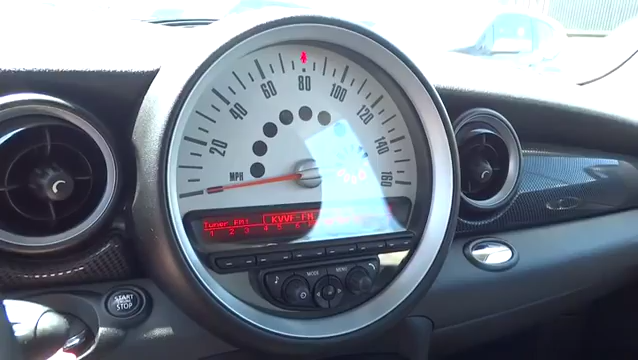 20 40 60 80 100 120 140 160
MPH
Tuner FM1 KVVF-FM
1 2 3 4 5
MODE MENU
START
STOP